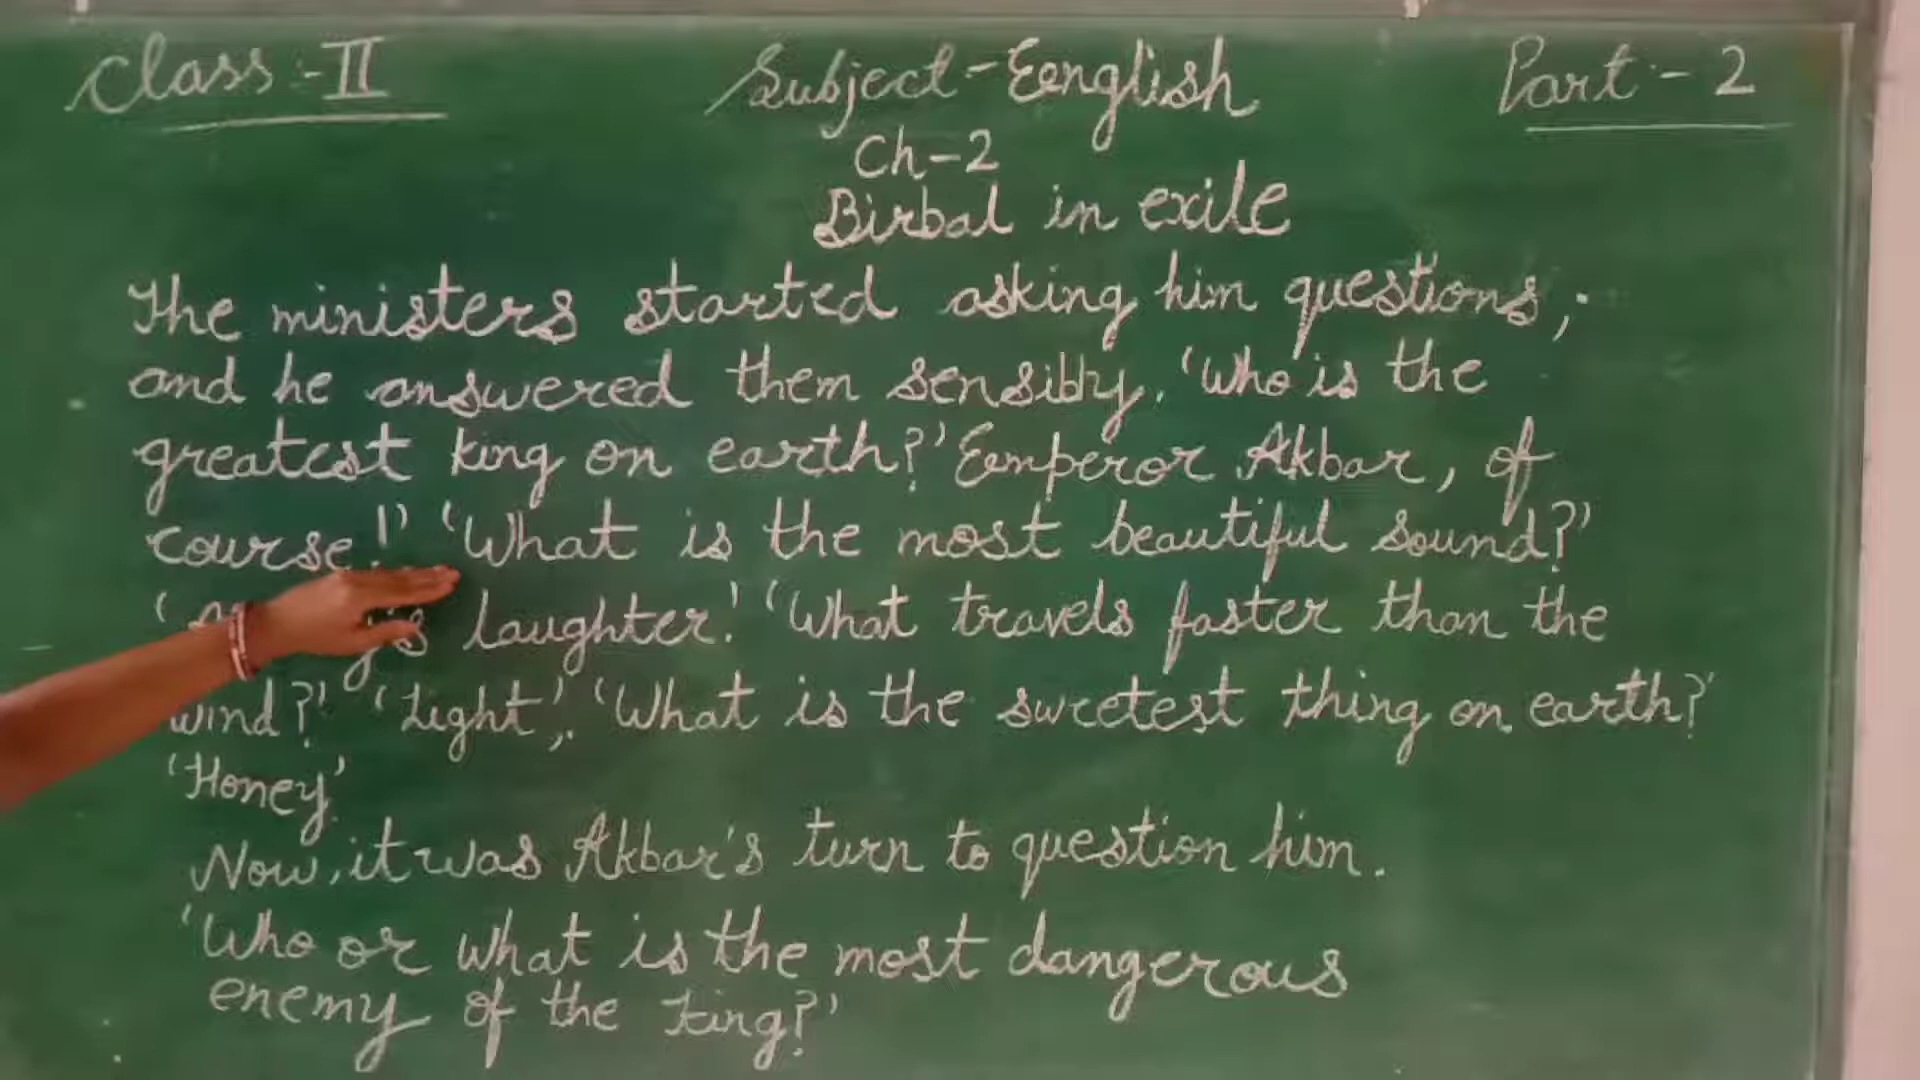 Class :- II
Subject - Eenglish
Part - 2
Ch-2
Birbal in exile
The ministers started asking him questions;
and he answered them sensibly. 'Who is the
greatest king on earth?' Eemperor Akbar, of
course!' 'What is the most beautiful sound?'
laughter.' 'What travels faster than the
wind?' 'Light', 'What is the sweetest thing on earth?'
'Honey'
Now, it was Akbar's turn to question him.
'Who or what is the most dangerous
enemy of the king?'